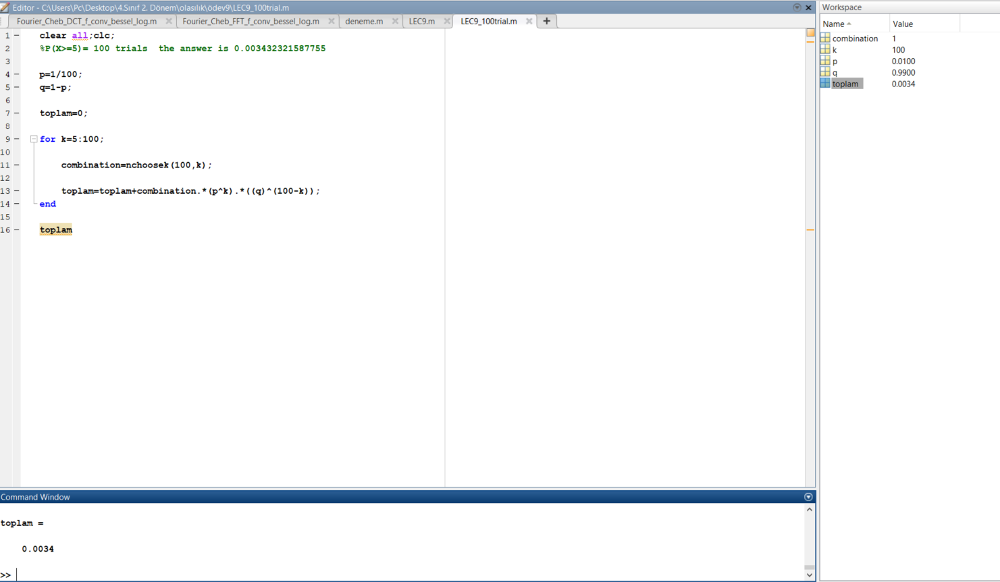 Editor - C:\Users\Pc\Desktop\4.Sınıf 2. Dönem\olasılık\ödev9\LEC9_100trial.m
Fourier_Cheb_DCT_f_conv_bessel_log.m × Fourier_Cheb_FFT_f_conv_bessel_log.m × deneme.m × LEC9.m × LEC9_100trial.m × +
1 – clear all;clc;
2 %P(X>=5)= 100 trials  the answer is 0.003432321587755
3
4 – p=1/100;
5 – q=1-p;
6
7 – toplam=0;
8
9 – for k=5:100;
10
11 – combination=nchoosek(100,k);
12
13 – toplam=toplam+combination.*(p^k).*((q)^(100-k));
14 – end
15
16 – toplam
Command Window
toplam =
0.0034
>>
Workspace
Name Value
combination 1
k 100
p 0.0100
q 0.9900
toplam 0.0034